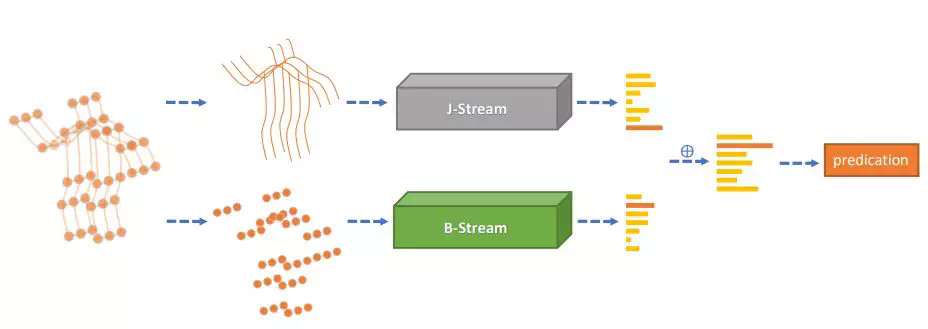 J-Stream
⊕
predication
B-Stream